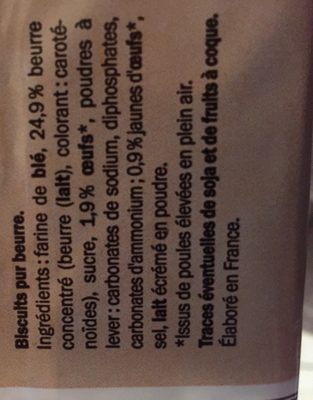 Biscuits pur beurre.
Ingrédients : farine de blé, 24,9% beurre
concentré (beurre (lait), colorant : caroté-
noïdes), sucre, 1,9% œufs*, poudres à
lever : carbonates de sodium, diphosphates,
carbonates d'ammonium ; 0,9% jaunes d'œufs*,
sel, lait écrémé en poudre.
*Issus de poules élevées en plein air.
Traces éventuelles de soja et de fruits à coque.
Élaboré en France.